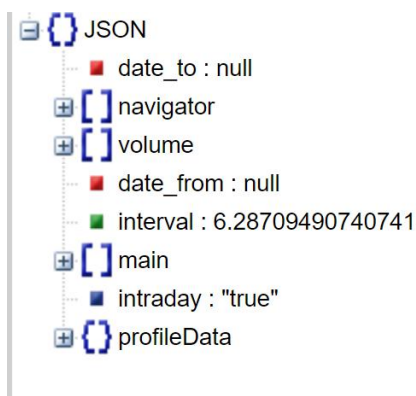 JSON
date_to : null
navigator
volume
date_from : null
interval : 6.28709490740741
main
intraday : "true"
profileData